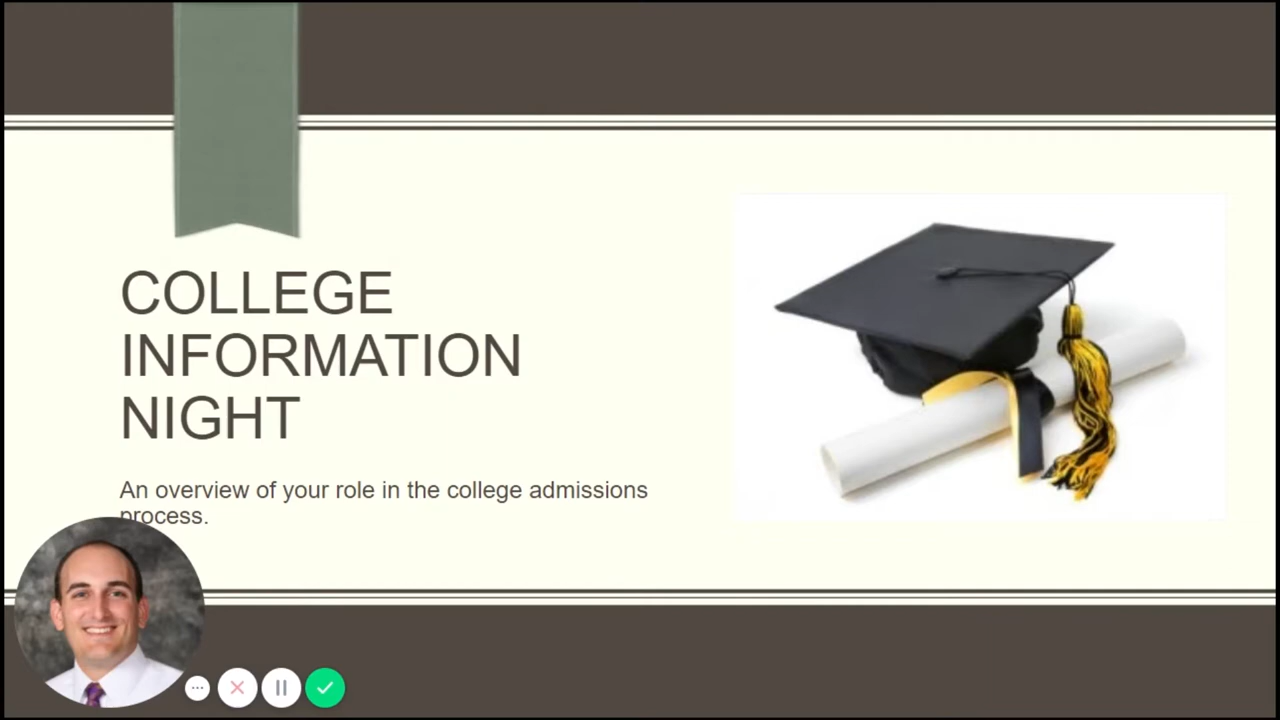 COLLEGE
INFORMATION
NIGHT
An overview of your role in the college admissions
process.